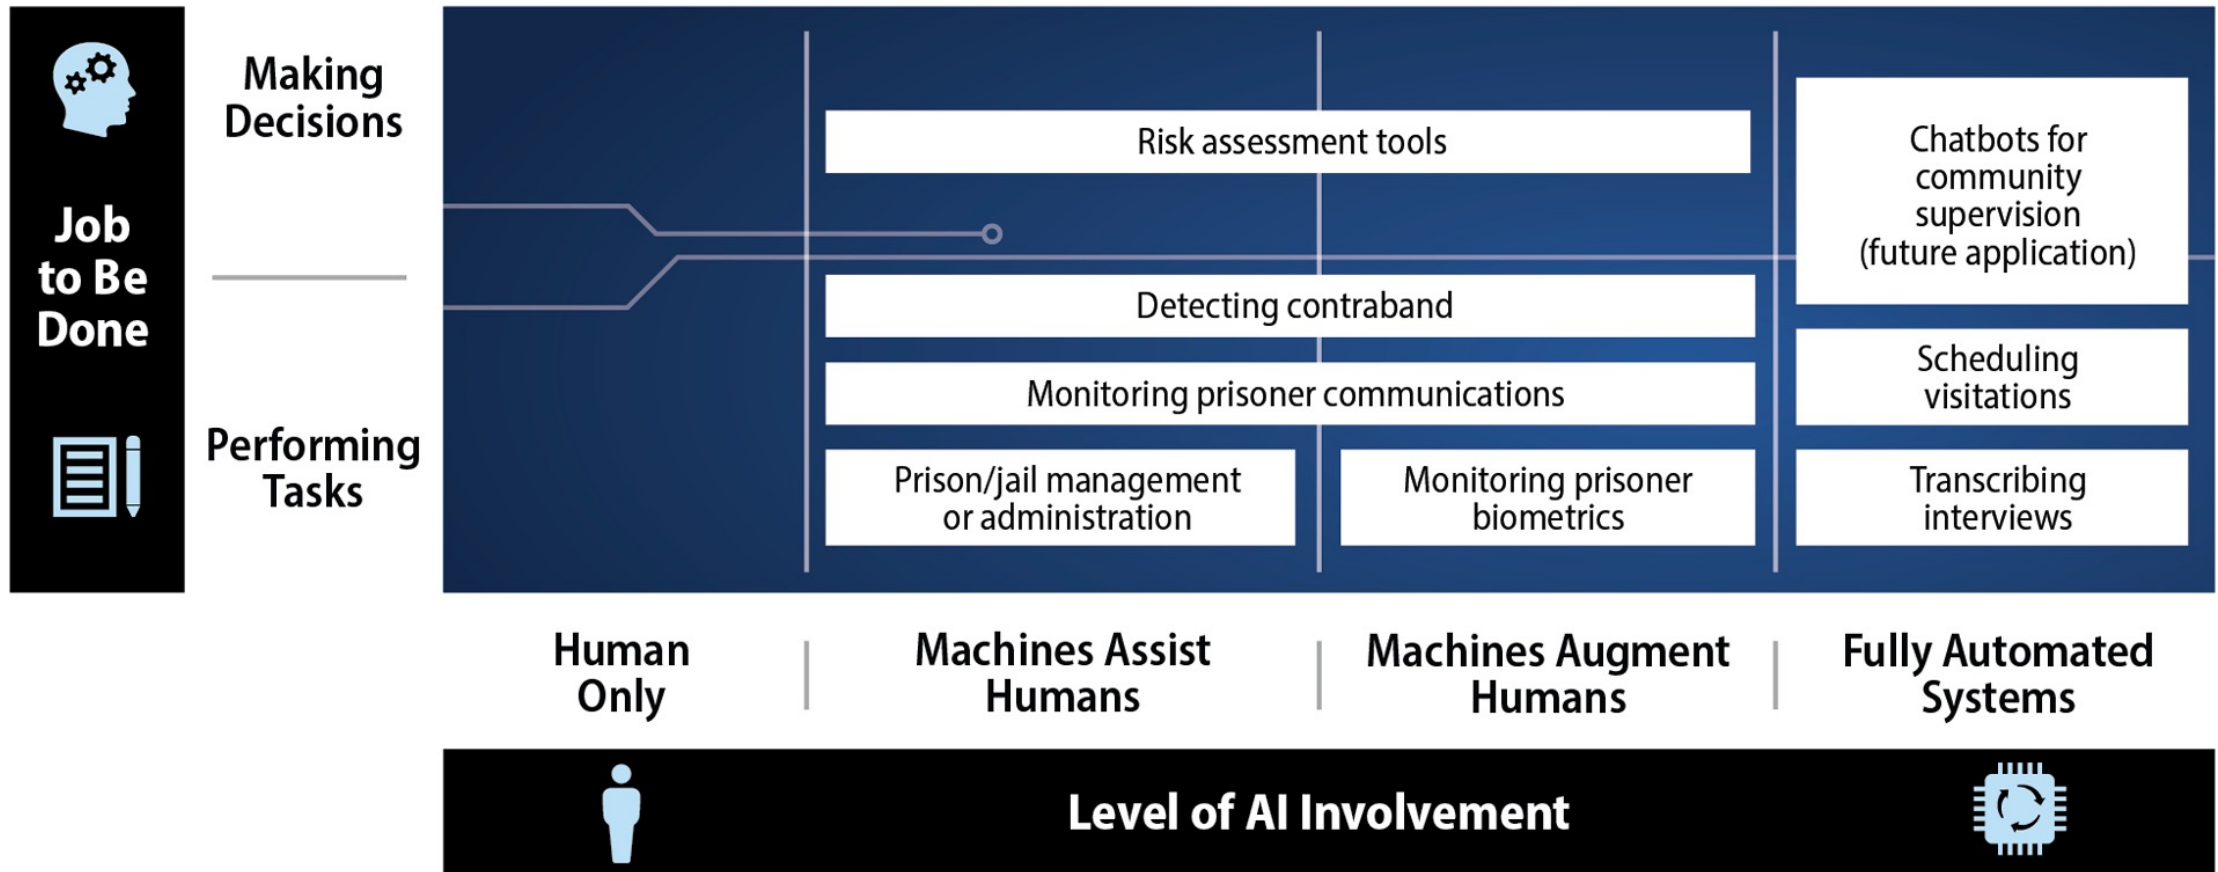 Making
Decisions
Job
to Be
Done
Performing
Tasks
Risk assessment tools
Chatbots for
community
supervision
(future application)
Detecting contraband
Monitoring prisoner communications
Scheduling
visitations
Prison/jail management
or administration
Monitoring prisoner
biometrics
Transcribing
interviews
Human
Only
Machines Assist
Humans
Machines Augment
Humans
Fully Automated
Systems
Level of AI Involvement